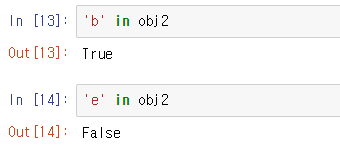 In [13]: 'b' in obj2
Out[13]: True
In [14]: 'e' in obj2
Out[14]: False